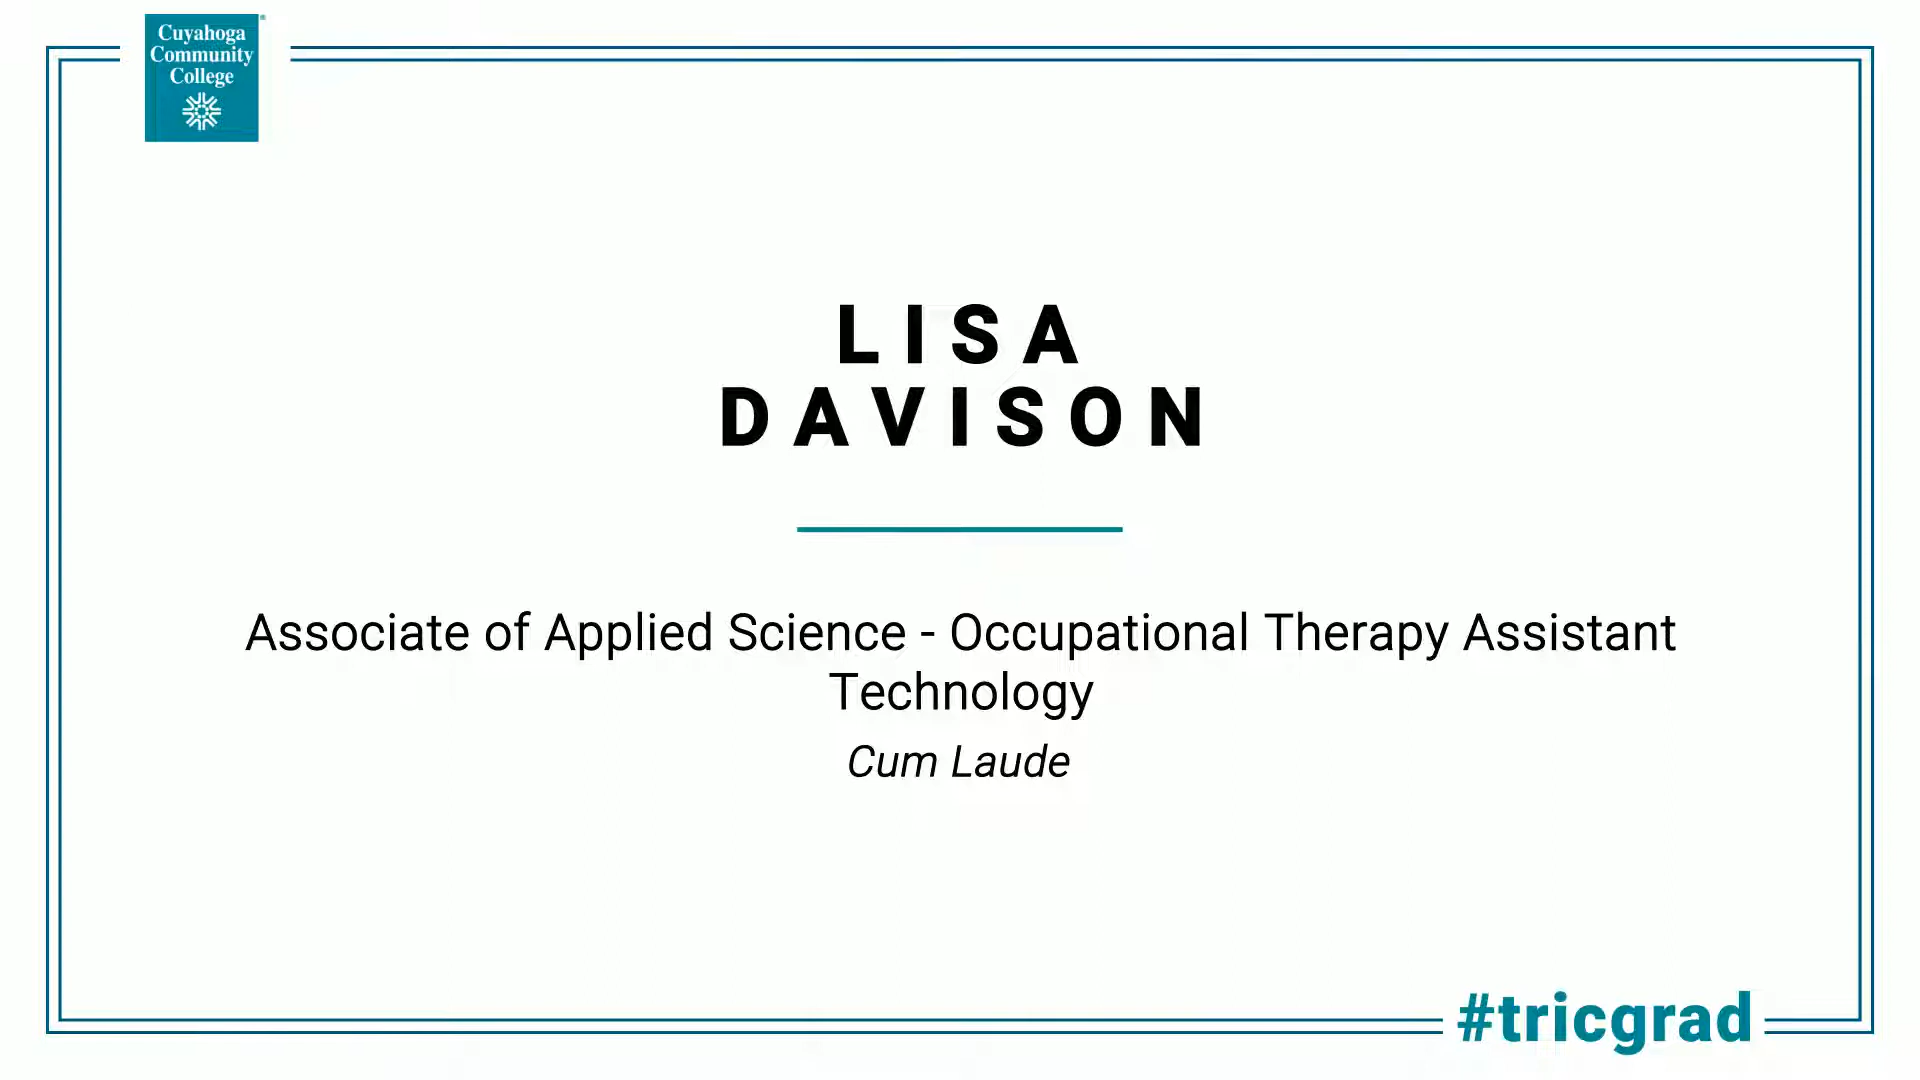 Cuyahoga
Community
College
LISA
DAVISON
Associate of Applied Science - Occupational Therapy Assistant
Technology
Cum Laude
#tricgrad